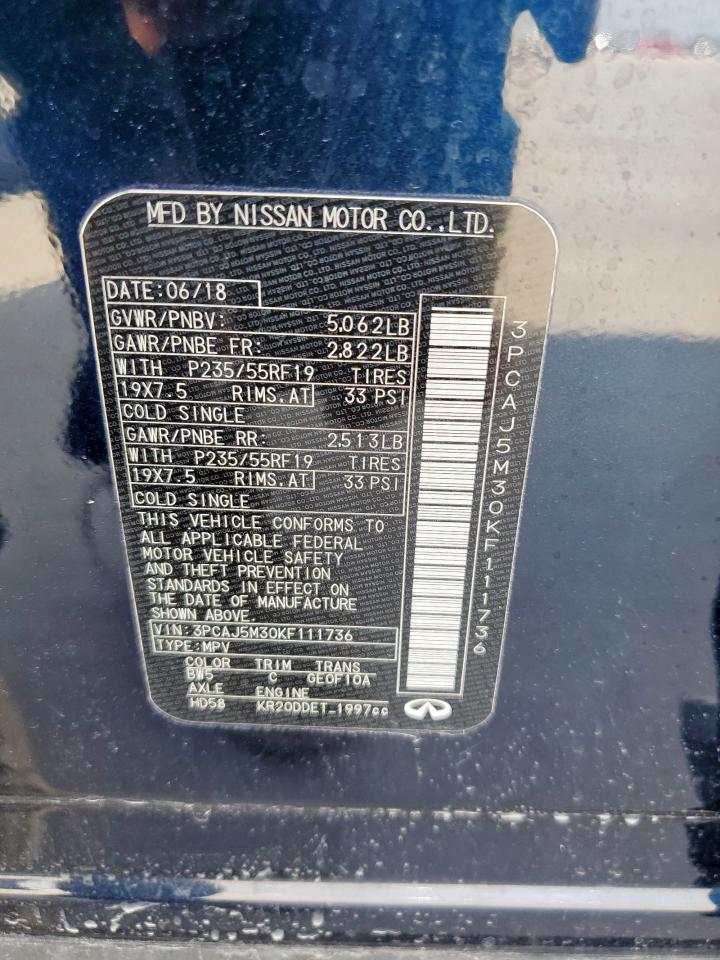 MFD BY NISSAN MOTOR CO.,LTD.
DATE:06/18
GVWR/PNBV: 5.062LB
GAWR/PNBE FR: 2.822LB
WITH P235/55RF19 TIRES
19X7.5 RIMS.AT 33 PSI
COLD SINGLE
GAWR/PNBE RR: 2.513LB
WITH P235/55RF19 TIRES
19X7.5 RIMS.AT 33 PSI
COLD SINGLE
THIS VEHICLE CONFORMS TO
ALL APPLICABLE FEDERAL
MOTOR VEHICLE SAFETY
AND THEFT PREVENTION
STANDARDS IN EFFECT ON
THE DATE OF MANUFACTURE
SHOWN ABOVE.
VIN:3PCAJ5M30KF111736
TYPE:MPV
COLOR TRIM TRANS
BW5 C GE0F10A
AXLE ENGINE
HD58 KR20DDET-1997cc
3PCAJ5M30KF111736